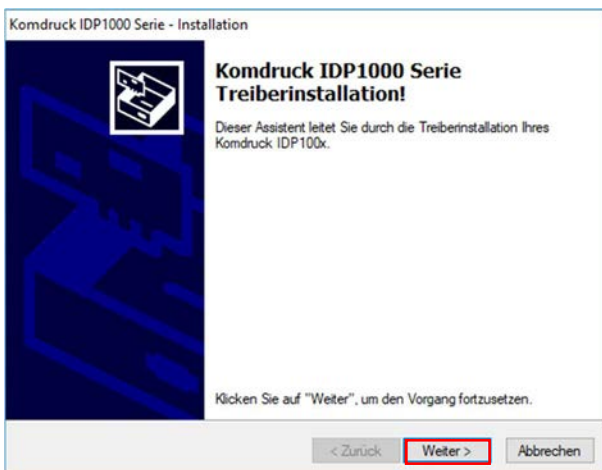 Komdruck IDP1000 Serie - Installation
Komdruck IDP1000 Serie
Treiberinstallation!
Dieser Assistent leitet Sie durch die Treiberinstallation Ihres
Komdruck IDP100x.
Klicken Sie auf "Weiter", um den Vorgang fortzusetzen.
< Zurück Weiter > Abbrechen